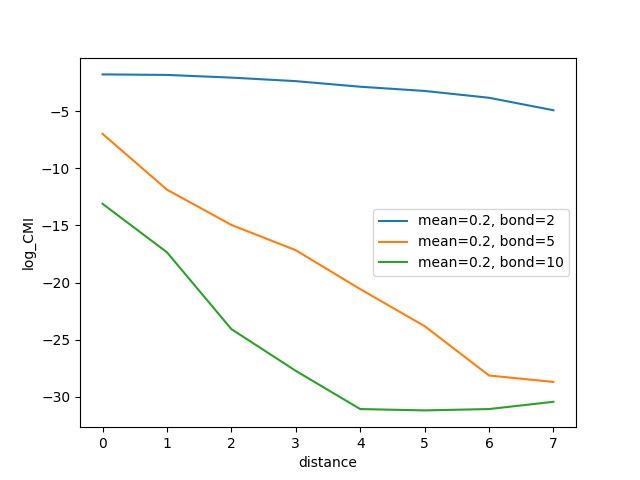 −5
−10
−15
−20
−25
−30
log_CMI
mean=0.2, bond=2
mean=0.2, bond=5
mean=0.2, bond=10
0 1 2 3 4 5 6 7
distance